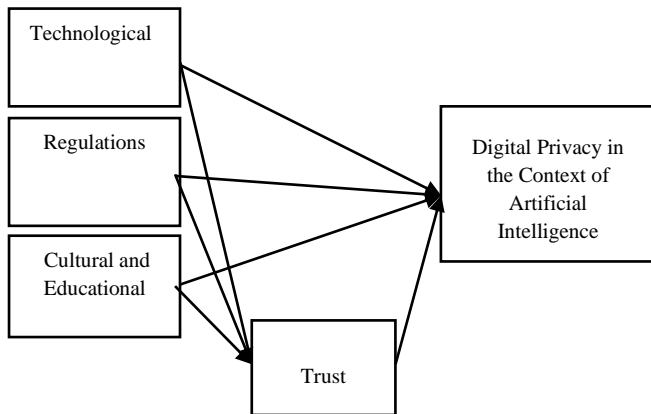 Technological
Regulations
Cultural and
Educational
Digital Privacy in
the Context of
Artificial
Intelligence
Trust